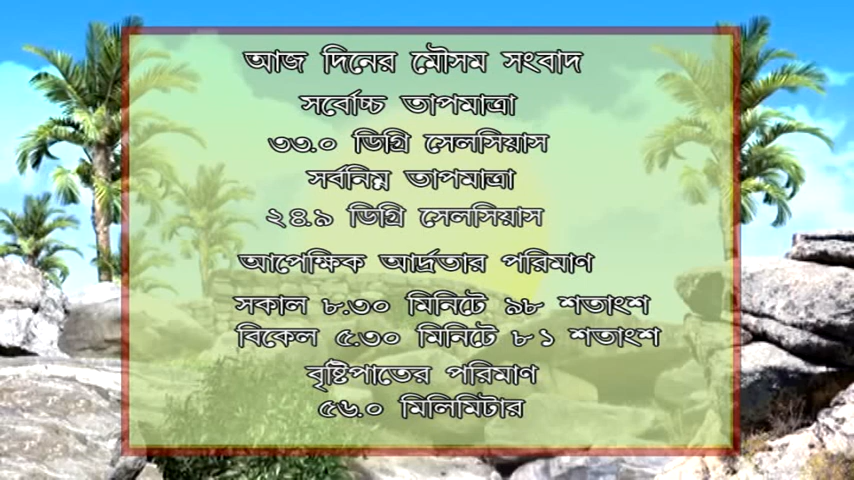 আজ দিনের মৌসম সংবাদ
সর্বোচ্চ তাপমাত্রা
৩৩.০ ডিগ্রি সেলসিয়াস
সর্বনিম্ন তাপমাত্রা
২৪.৯ ডিগ্রি সেলসিয়াস
আপেক্ষিক আর্দ্রতার পরিমাণ
সকাল ৮.৩০ মিনিটে ৯৮ শতাংশ
বিকেল ৫.৩০ মিনিটে ৮১ শতাংশ
বৃষ্টিপাতের পরিমাণ
৫৬.০ মিলিমিটার